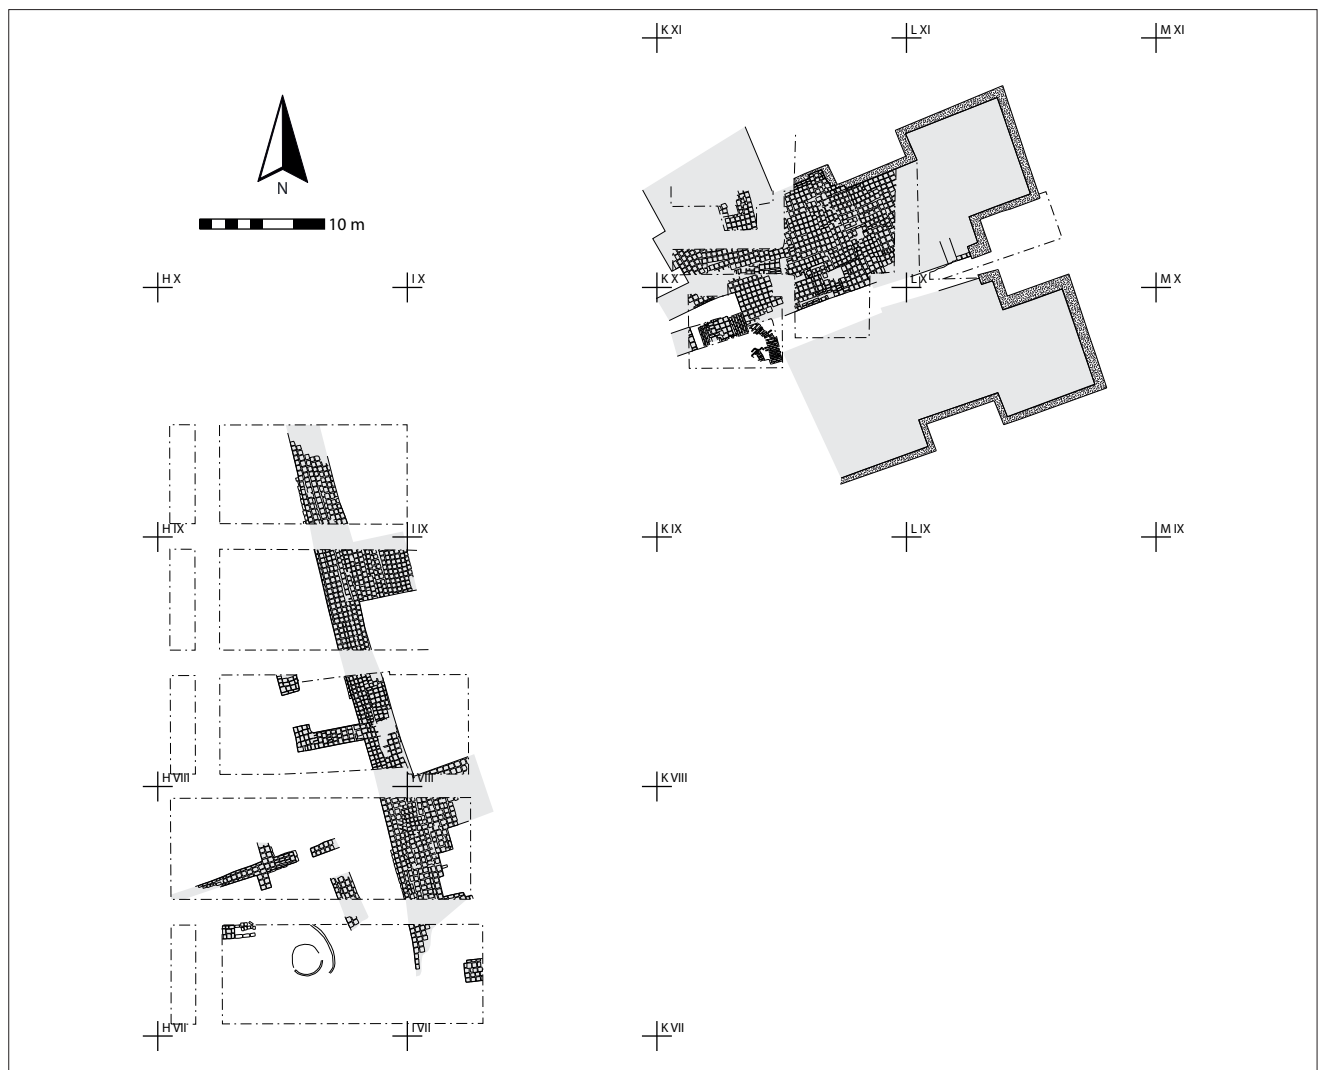 K XI
L XI
M XI
N
10 m
H X
I X
K X
L X
M X
H IX
I IX
K IX
L IX
M IX
H VIII
I VIII
K VIII
H VII
I VII
K VII